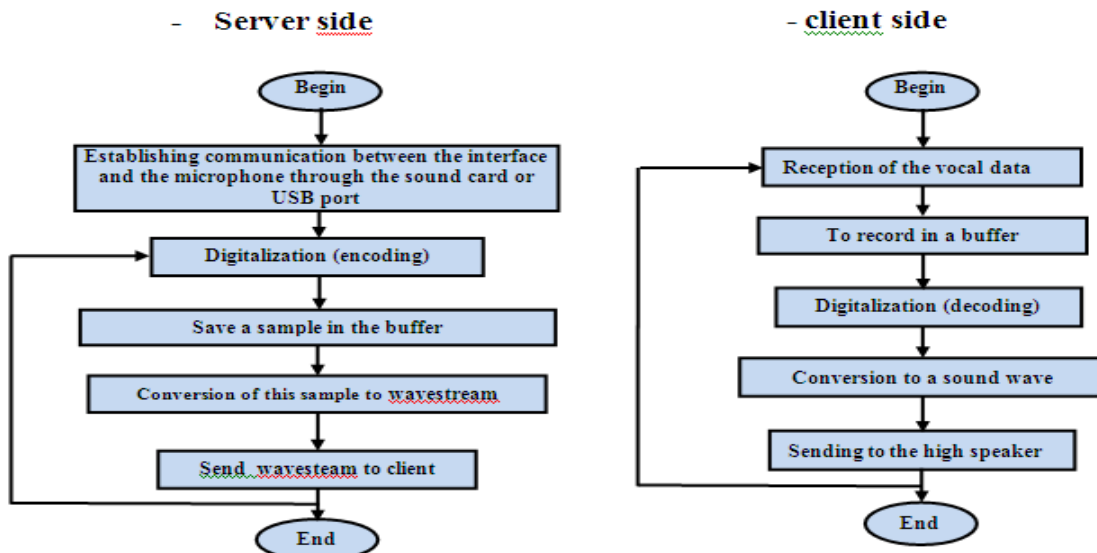 - Server side
Begin
Establishing communication between the interface
and the microphone through the sound card or
USB port
Digitalization (encoding)
Save a sample in the buffer
Conversion of this sample to wavestream
Send wavesteam to client
End
- client side
Begin
Reception of the vocal data
To record in a buffer
Digitalization (decoding)
Conversion to a sound wave
Sending to the high speaker
End